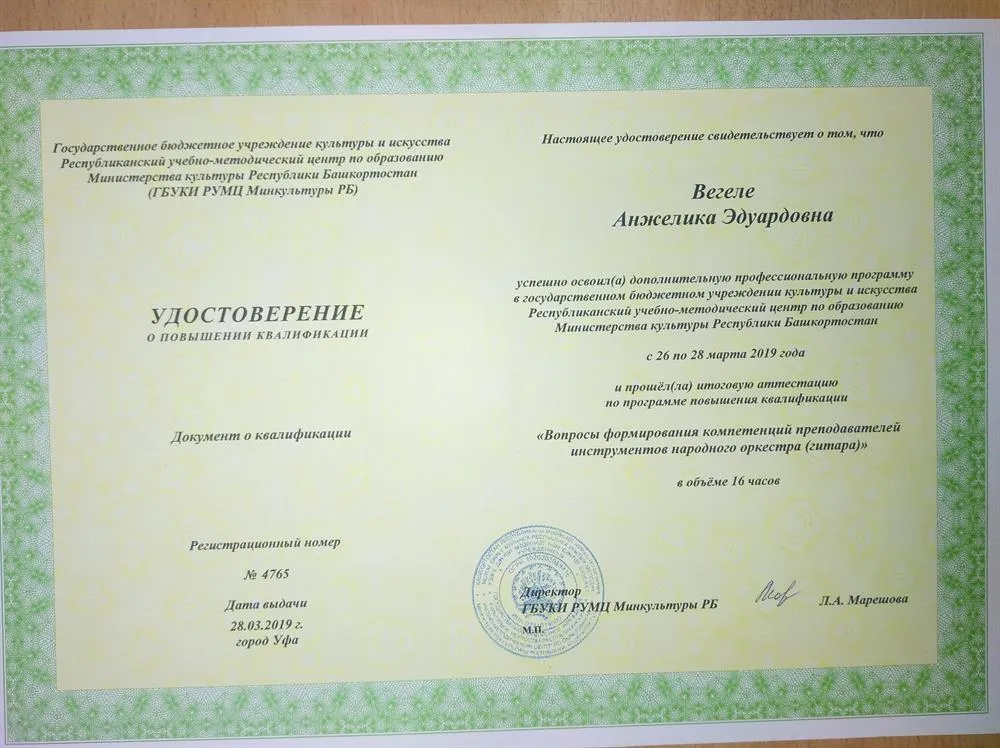 Государственное бюджетное учреждение культуры и искусства
Республиканский учебно-методический центр по образованию
Министерства культуры Республики Башкортостан
(ГБУКИ РУМЦ Минкультуры РБ)
УДОСТОВЕРЕНИЕ
О ПОВЫШЕНИИ КВАЛИФИКАЦИИ
Документ о квалификации
Регистрационный номер
№ 4765
Дата выдачи
28.03.2019 г.
город Уфа
Настоящее удостоверение свидетельствует о том, что
Вегеле
Анжелика Эдуардовна
успешно освоил(а) дополнительную профессиональную программу
в государственном бюджетном учреждении культуры и искусства
Республиканский учебно-методический центр по образованию
Министерства культуры Республики Башкортостан
с 26 по 28 марта 2019 года
и прошёл(ла) итоговую аттестацию
по программе повышения квалификации
«Вопросы формирования компетенций преподавателей
инструментов народного оркестра (гитара)»
в объёме 16 часов
Директор
ГБУКИ РУМЦ Минкультуры РБ
Л.А. Марешова
М.П.